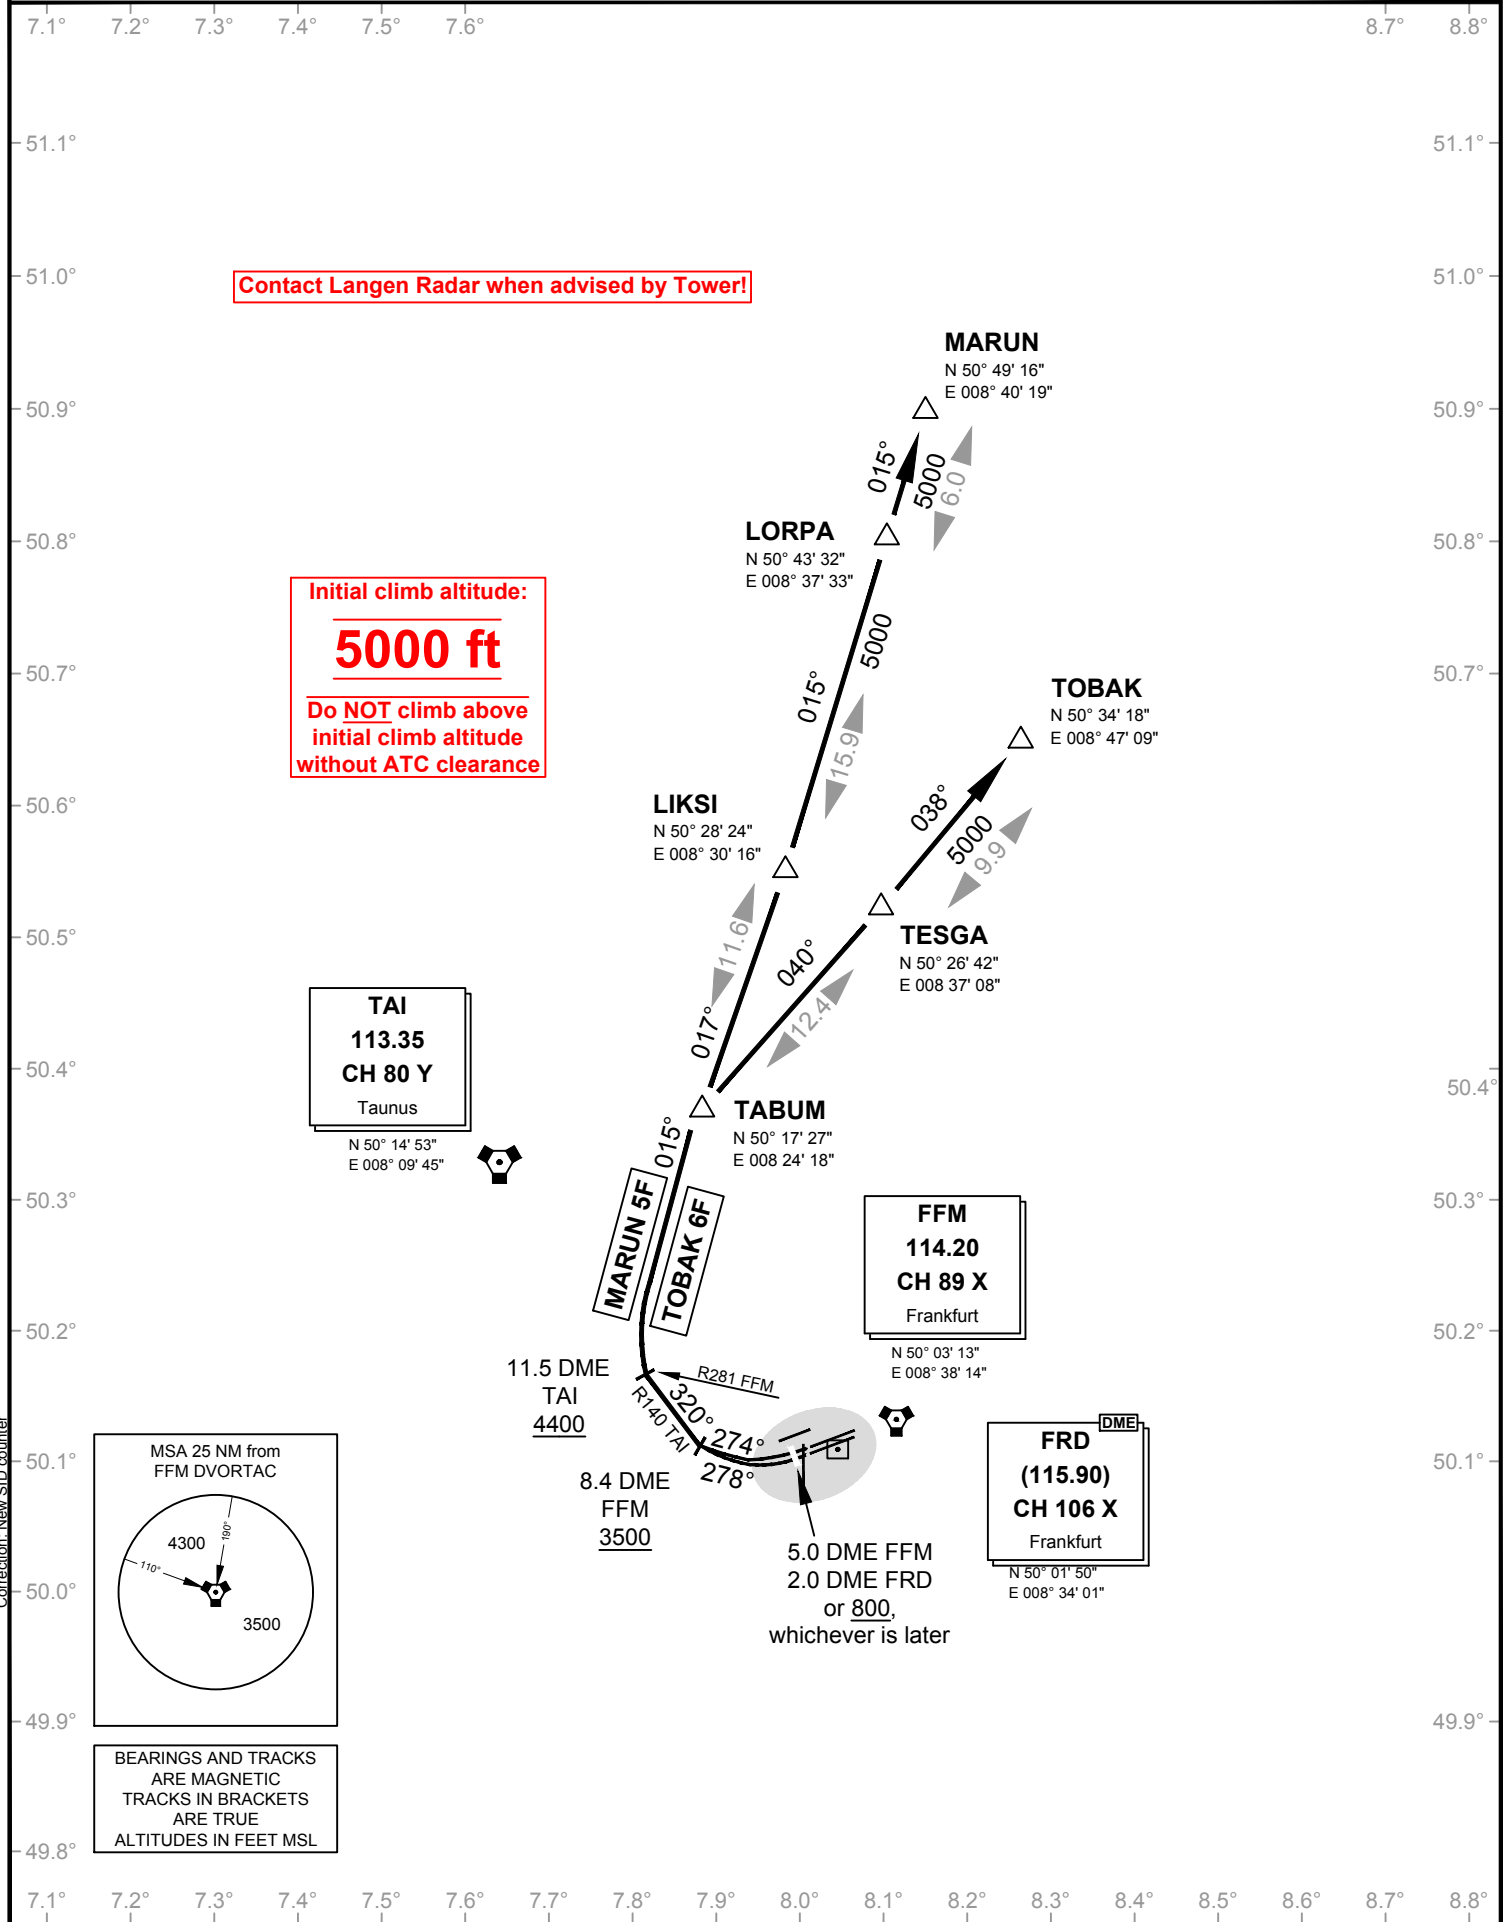 7.1° 7.2° 7.3° 7.4° 7.5° 7.6° 8.7° 8.8°
51.1° 51.1°
51.0° 51.0°
Contact Langen Radar when advised by Tower!
MARUN
N 50° 49' 16"
E 008° 40' 19"
50.9° 50.9°
015°
5000
6.0
LORPA
N 50° 43' 32"
E 008° 37' 33"
50.8° 50.8°
Initial climb altitude:
5000 ft
Do NOT climb above
initial climb altitude
without ATC clearance
5000
015°
15.9
50.7° 50.7°
TOBAK
N 50° 34' 18"
E 008° 47' 09"
038°
5000
9.9
LIKSI
N 50° 28' 24"
E 008° 30' 16"
50.6°
11.6
017°
TESGA
N 50° 26' 42"
E 008 37' 08"
040°
12.4
50.5°
TAI
113.35
CH 80 Y
Taunus
N 50° 14' 53"
E 008° 09' 45"
50.4° 50.4°
TABUM
N 50° 17' 27"
E 008 24' 18"
015°
MARUN 5F
TOBAK 6F
50.3° 50.3°
FFM
114.20
CH 89 X
Frankfurt
N 50° 03' 13"
E 008° 38' 14"
50.2° 50.2°
11.5 DME
TAI
4400
R281 FFM
320°
R140 TAI
274°
278°
8.4 DME
FFM
3500
5.0 DME FFM
2.0 DME FRD
or 800,
whichever is later
DME
FRD
(115.90)
CH 106 X
Frankfurt
N 50° 01' 50"
E 008° 34' 01"
50.1° 50.1°
Correction: New SID counter
MSA 25 NM from
FFM DVORTAC
4300
190°
110°
3500
50.0°
49.9° 49.9°
BEARINGS AND TRACKS
ARE MAGNETIC
TRACKS IN BRACKETS
ARE TRUE
ALTITUDES IN FEET MSL
49.8°
7.1° 7.2° 7.3° 7.4° 7.5° 7.6° 7.7° 7.8° 7.9° 8.0° 8.1° 8.2° 8.3° 8.4° 8.5° 8.6° 8.7° 8.8°